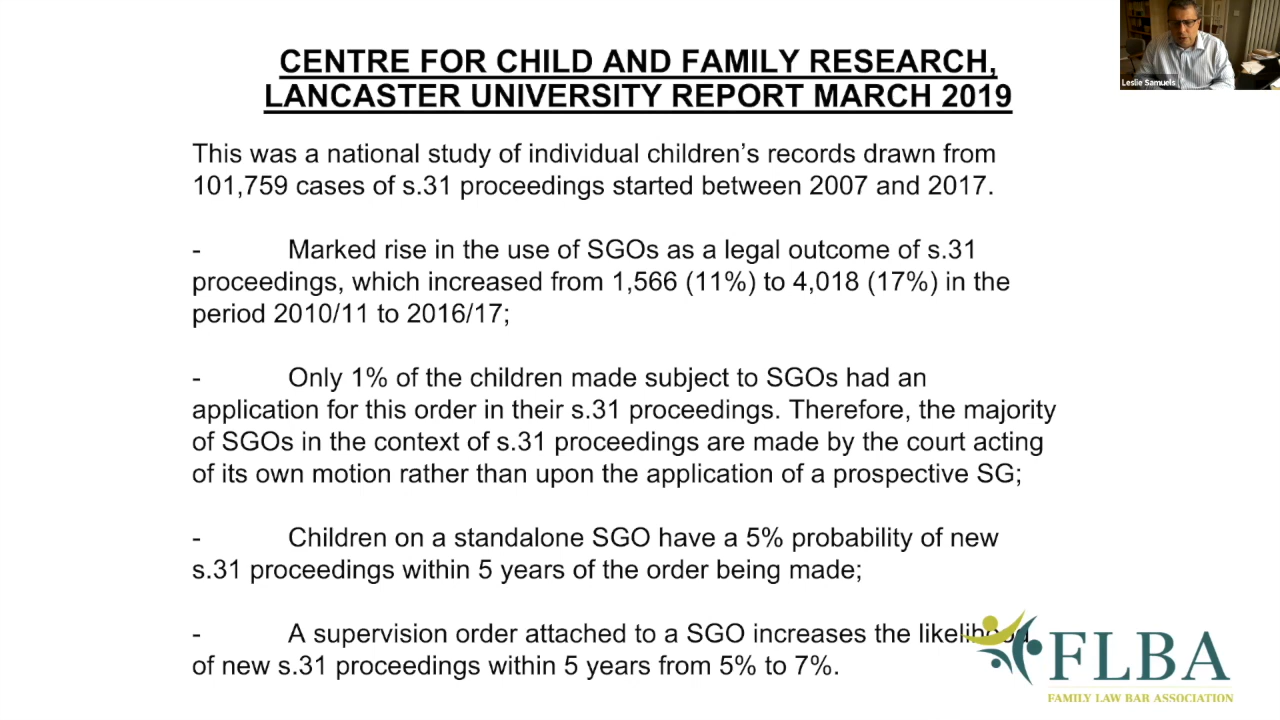 CENTRE FOR CHILD AND FAMILY RESEARCH,
LANCASTER UNIVERSITY REPORT MARCH 2019
Leslie Samuels
This was a national study of individual children’s records drawn from
101,759 cases of s.31 proceedings started between 2007 and 2017.
- Marked rise in the use of SGOs as a legal outcome of s.31
proceedings, which increased from 1,566 (11%) to 4,018 (17%) in the
period 2010/11 to 2016/17;
- Only 1% of the children made subject to SGOs had an
application for this order in their s.31 proceedings. Therefore, the majority
of SGOs in the context of s.31 proceedings are made by the court acting
of its own motion rather than upon the application of a prospective SG;
- Children on a standalone SGO have a 5% probability of new
s.31 proceedings within 5 years of the order being made;
- A supervision order attached to a SGO increases the likelihood
of new s.31 proceedings within 5 years from 5% to 7%.
FLBA
FAMILY LAW BAR ASSOCIATION